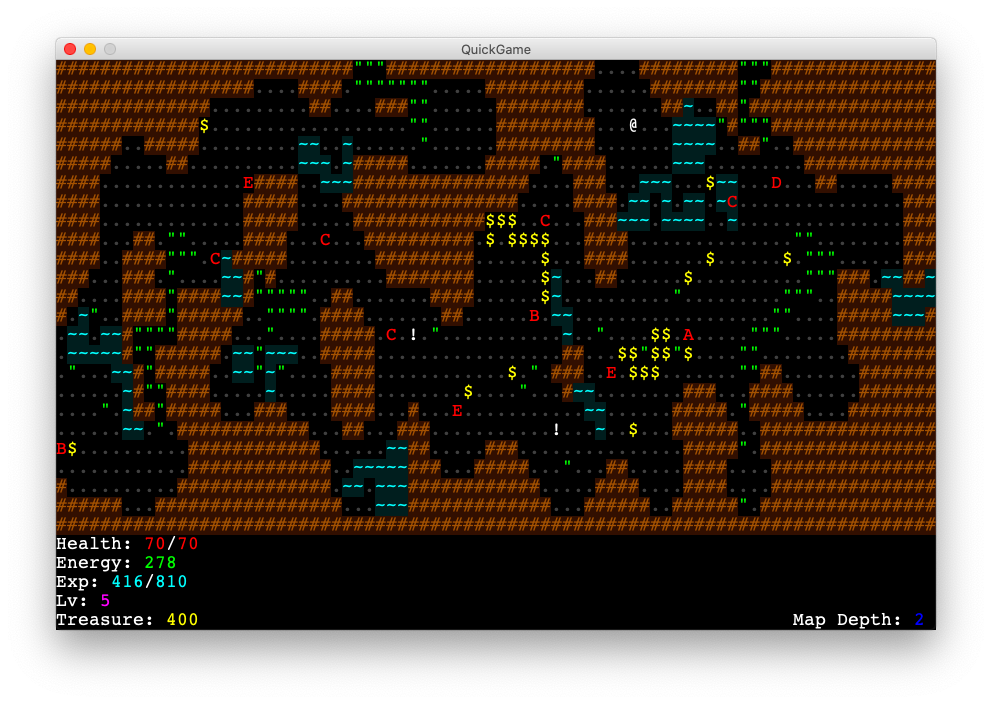 QuickGame
Health: 70/70
Energy: 278
Exp: 416/810
Lv: 5
Treasure: 400
Map Depth: 2